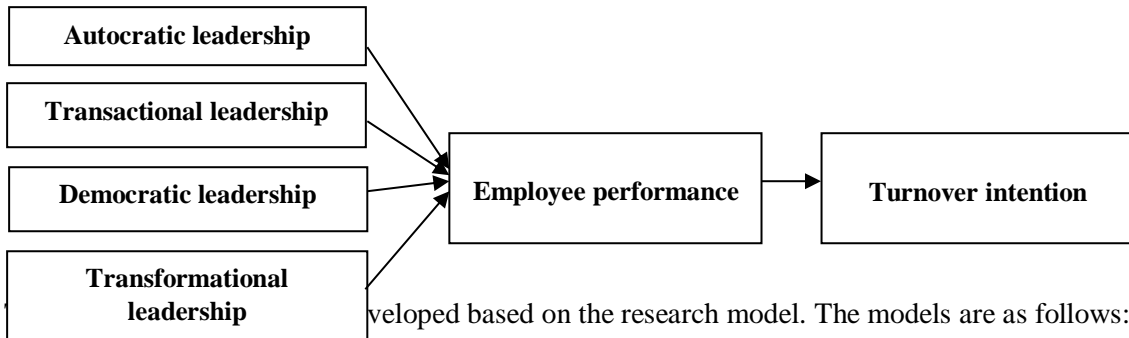 Autocratic leadership
Transactional leadership
Democratic leadership
Employee performance
Turnover intention
Transformational
leadership
veloped based on the research model. The models are as follows: